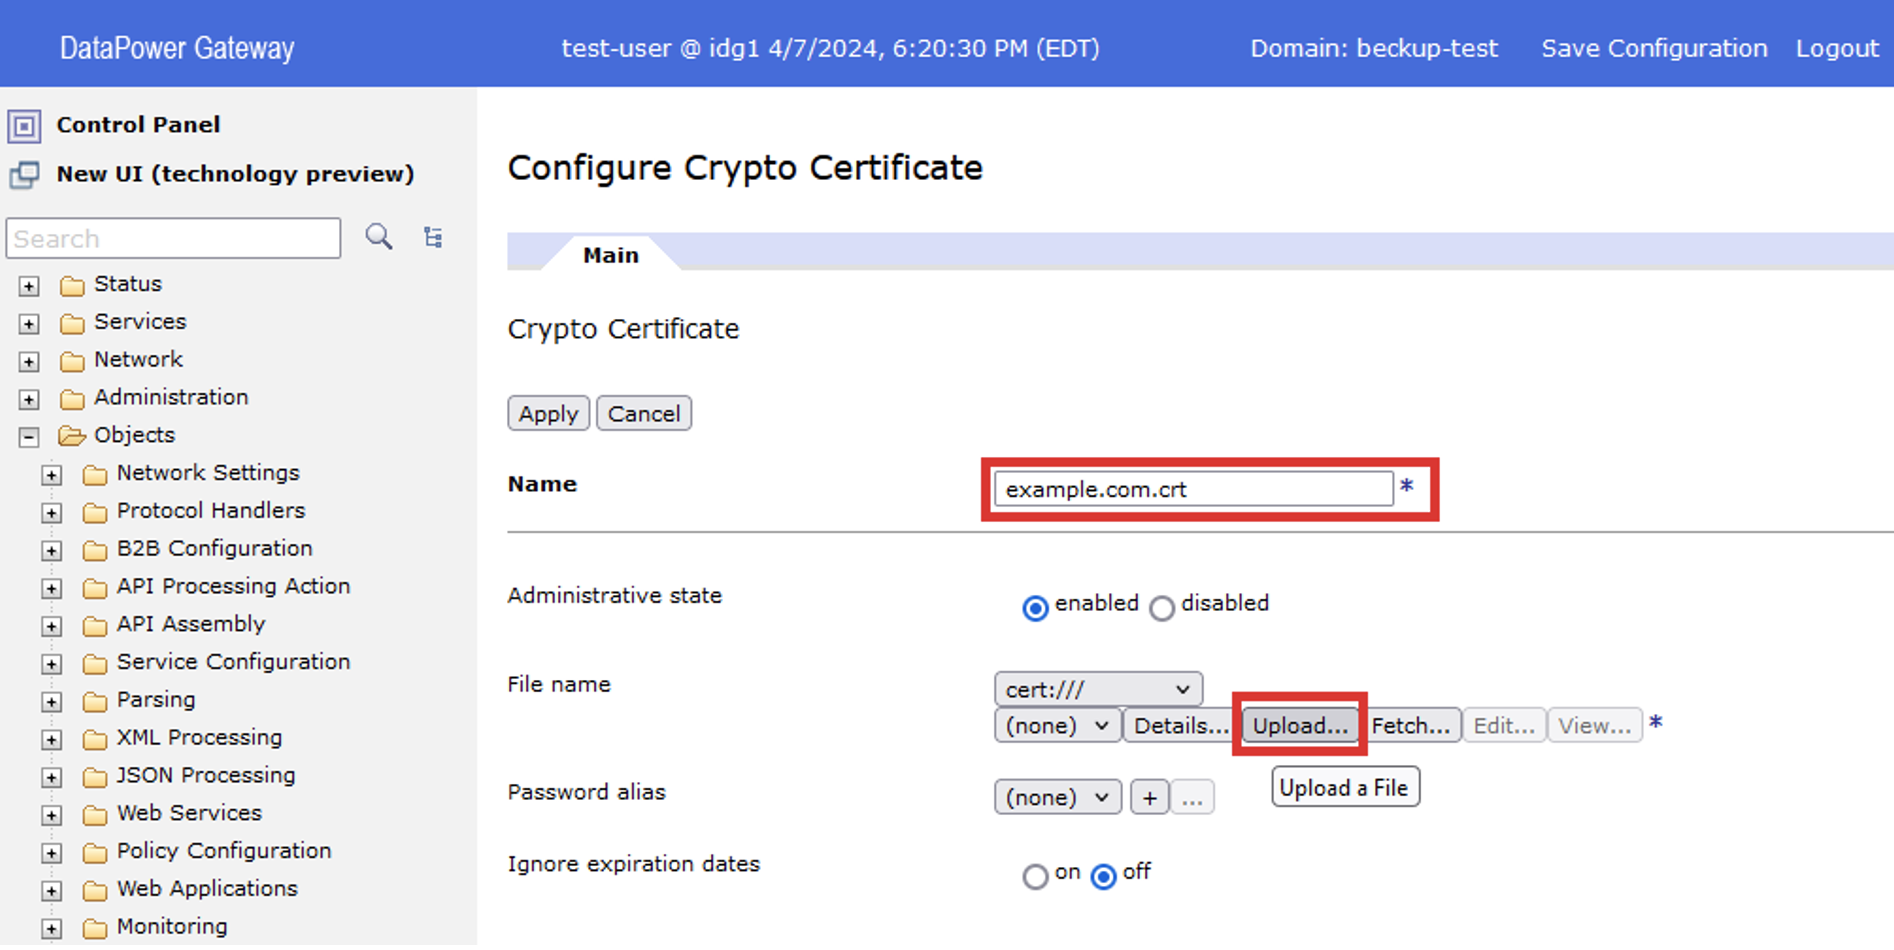 DataPower Gateway
test-user @ idg1 4/7/2024, 6:20:30 PM (EDT)
Domain: beckup-test
Save Configuration
Logout
Control Panel
New UI (technology preview)
Search
Status
Services
Network
Administration
Objects
Network Settings
Protocol Handlers
B2B Configuration
API Processing Action
API Assembly
Service Configuration
Parsing
XML Processing
JSON Processing
Web Services
Policy Configuration
Web Applications
Monitoring
Configure Crypto Certificate
Main
Crypto Certificate
Apply Cancel
Name example.com.crt *
Administrative state enabled disabled
File name cert:///
(none) Details... Upload... Fetch... Edit... View... *
Password alias (none) + ...
Upload a File
Ignore expiration dates on off